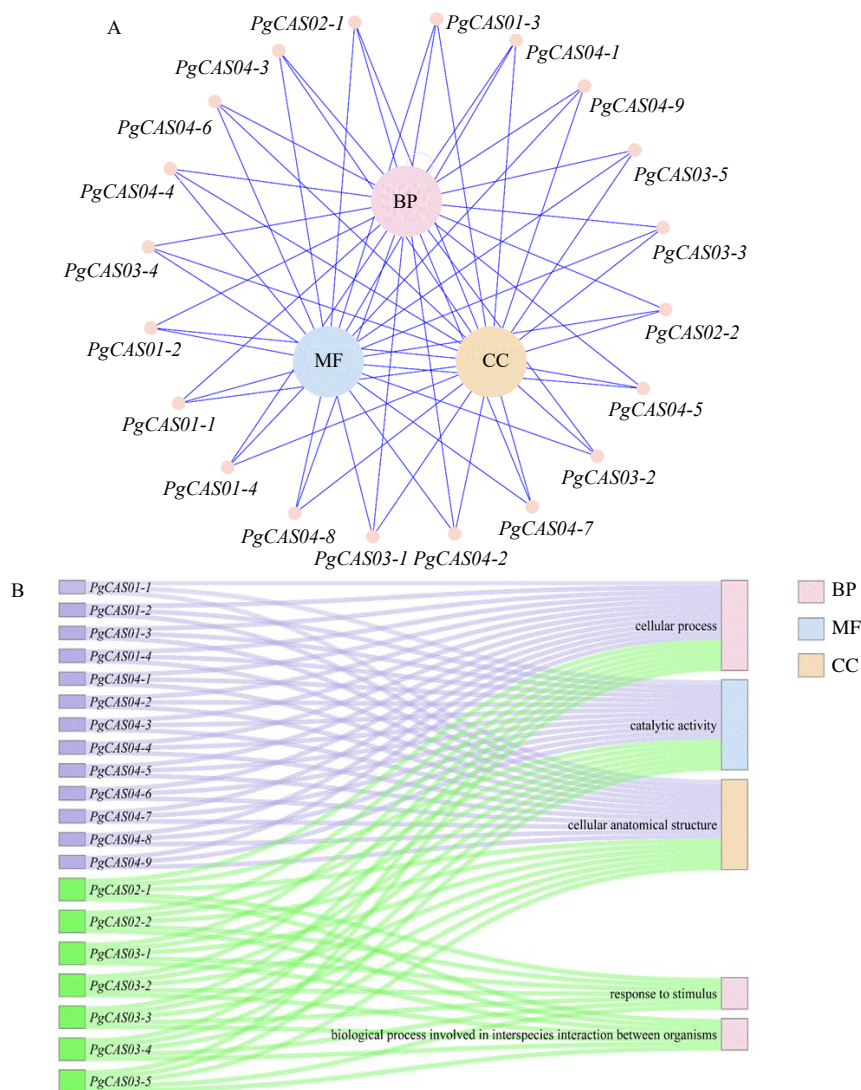 A
PgCAS02-1
PgCAS01-3
PgCAS04-3
PgCAS04-1
PgCAS04-6
PgCAS04-9
PgCAS04-4
PgCAS03-5
BP
PgCAS03-4
PgCAS03-3
PgCAS01-2
PgCAS02-2
MF
CC
PgCAS01-1
PgCAS04-5
PgCAS01-4
PgCAS03-2
PgCAS04-8
PgCAS04-7
PgCAS03-1 PgCAS04-2
B
PgCAS01-1
PgCAS01-2
PgCAS01-3
PgCAS01-4
PgCAS04-1
PgCAS04-2
PgCAS04-3
PgCAS04-4
PgCAS04-5
PgCAS04-6
PgCAS04-7
PgCAS04-8
PgCAS04-9
PgCAS02-1
PgCAS02-2
PgCAS03-1
PgCAS03-2
PgCAS03-3
PgCAS03-4
PgCAS03-5
cellular process
catalytic activity
cellular anatomical structure
response to stimulus
biological process involved in interspecies interaction between organisms
BP
MF
CC